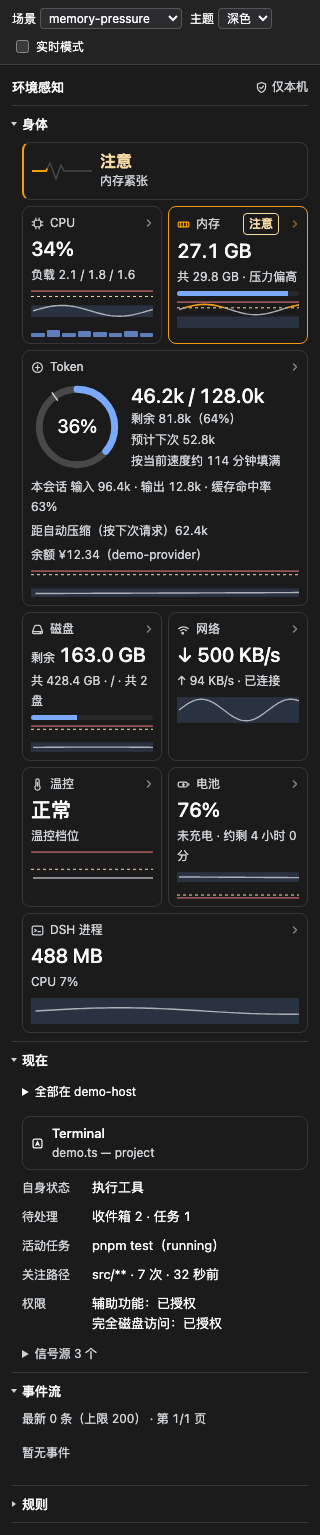 场景 memory-pressure 主题 深色
实时模式
环境感知 仅本机
身体
注意
内存紧张
CPU
34%
负载 2.1 / 1.8 / 1.6
内存 注意
27.1 GB
共 29.8 GB · 压力偏高
Token
36%
46.2k / 128.0k
剩余 81.8k（64%）
预计下次 52.8k
按当前速度约 114 分钟填满
本会话 输入 96.4k · 输出 12.8k · 缓存命中率
63%
距自动压缩（按下次请求）62.4k
余额 ¥12.34（demo-provider）
磁盘
剩余 163.0 GB
共 428.4 GB · / · 共 2
盘
网络
↓ 500 KB/s
↑ 94 KB/s · 已连接
温控
正常
温控档位
电池
76%
未充电 · 约剩 4 小时 0
分
DSH 进程
488 MB
CPU 7%
现在
全部在 demo-host
Terminal
demo.ts — project
自身状态 执行工具
待处理 收件箱 2 · 任务 1
活动任务 pnpm test（running）
关注路径 src/** · 7 次 · 32 秒前
权限 辅助功能：已授权
完全磁盘访问：已授权
信号源 3 个
事件流
最新 0 条（上限 200） · 第 1/1 页
暂无事件
规则